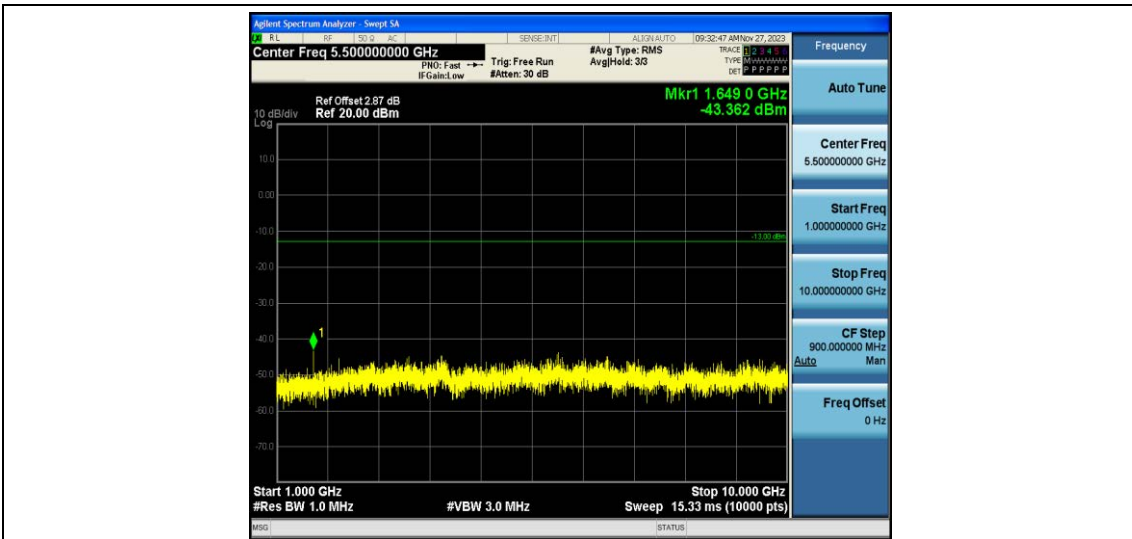 Agilent Spectrum Analyzer - Swept SA
RL RF 50 Ω AC SENSE:INT ALIGN AUTO 09:32:47 AM Nov 27, 2023
Center Freq 5.500000000 GHz
#Avg Type: RMS
TRACE 1 2 3 4 5 6
PNO: Fast
Trig: Free Run
Avg|Hold: 3/3
TYPE
IFGain:Low
#Atten: 30 dB
DET P P P P P P
Mkr1 1.649 0 GHz
-43.362 dBm
Ref Offset 2.87 dB
10 dB/div Ref 20.00 dBm
Log
10.0
0.00
-10.0
-13.00 dBm
-20.0
-30.0
-40.0
1
-50.0
-60.0
-70.0
Start 1.000 GHz Stop 10.000 GHz
#Res BW 1.0 MHz #VBW 3.0 MHz Sweep 15.33 ms (10000 pts)
MSG STATUS
Frequency
Auto Tune
Center Freq
5.500000000 GHz
Start Freq
1.000000000 GHz
Stop Freq
10.000000000 GHz
CF Step
900.000000 MHz
Auto Man
Freq Offset
0 Hz